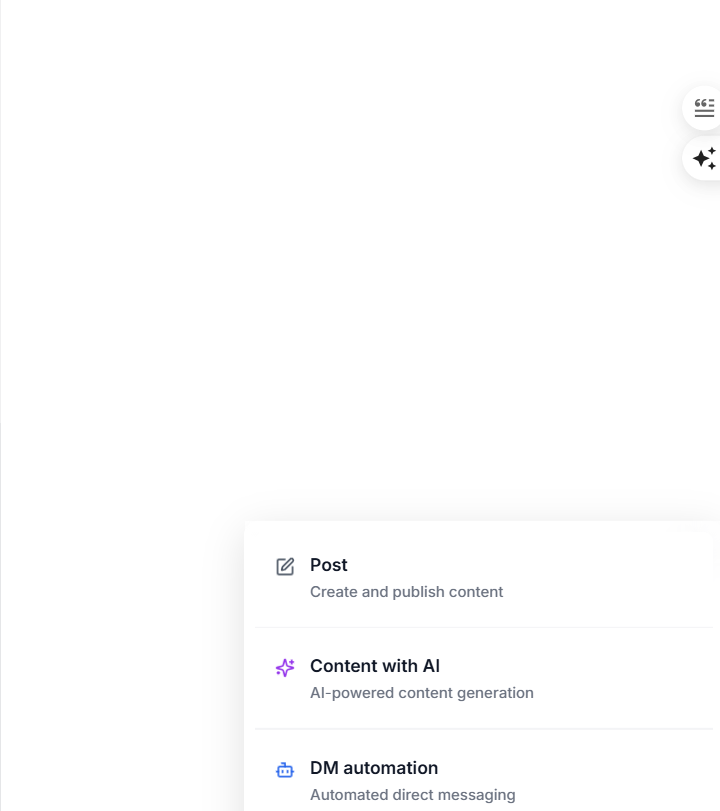 Post
Create and publish content
Content with AI
AI-powered content generation
DM automation
Automated direct messaging